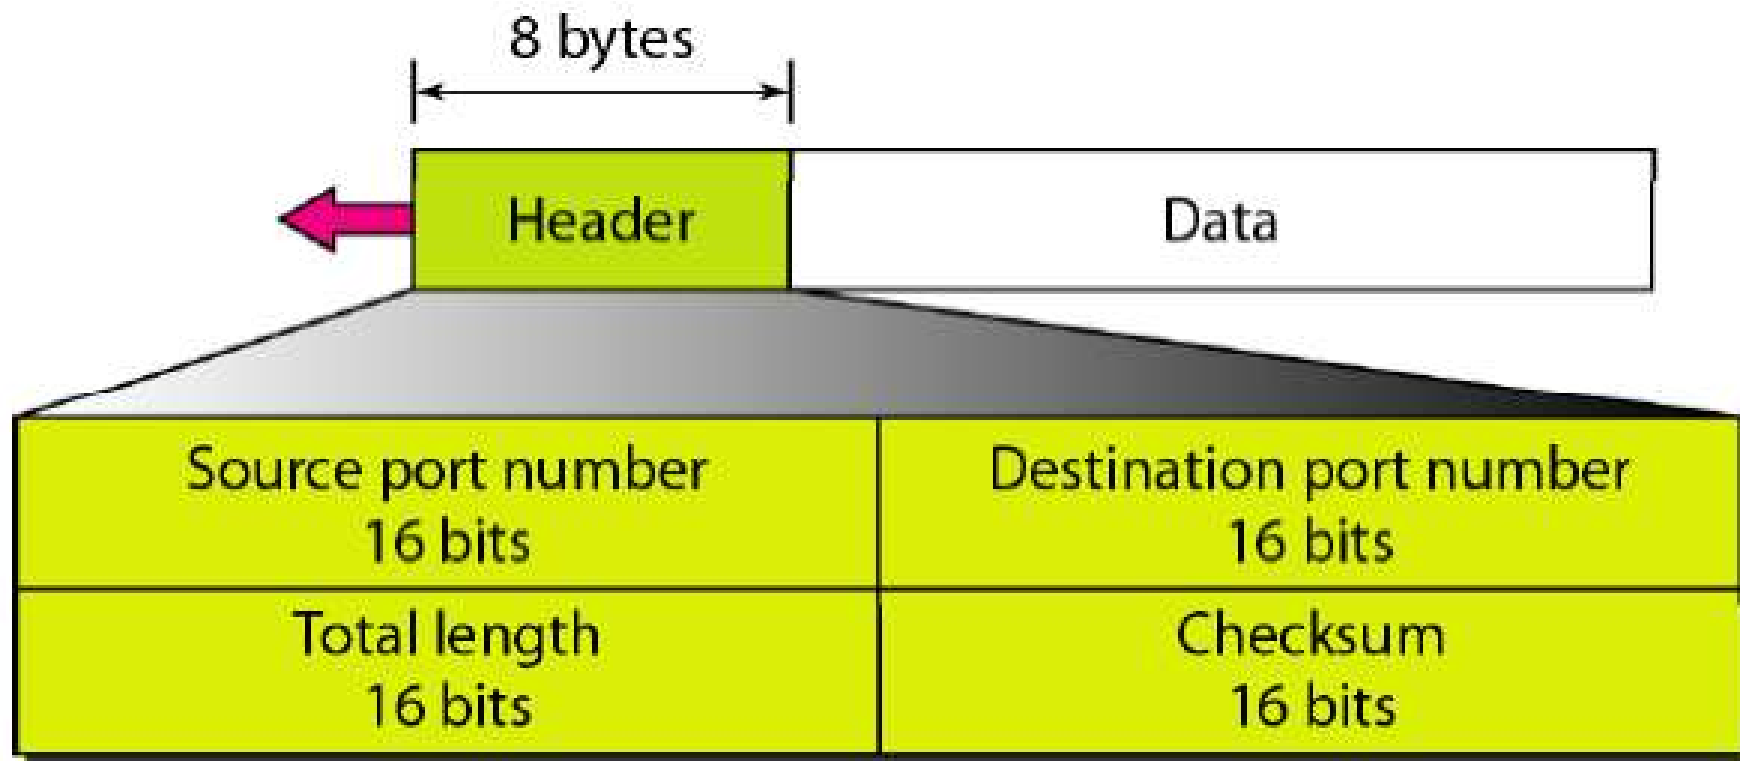 8 bytes
Header
Data
Source port number
16 bits
Destination port number
16 bits
Total length
16 bits
Checksum
16 bits